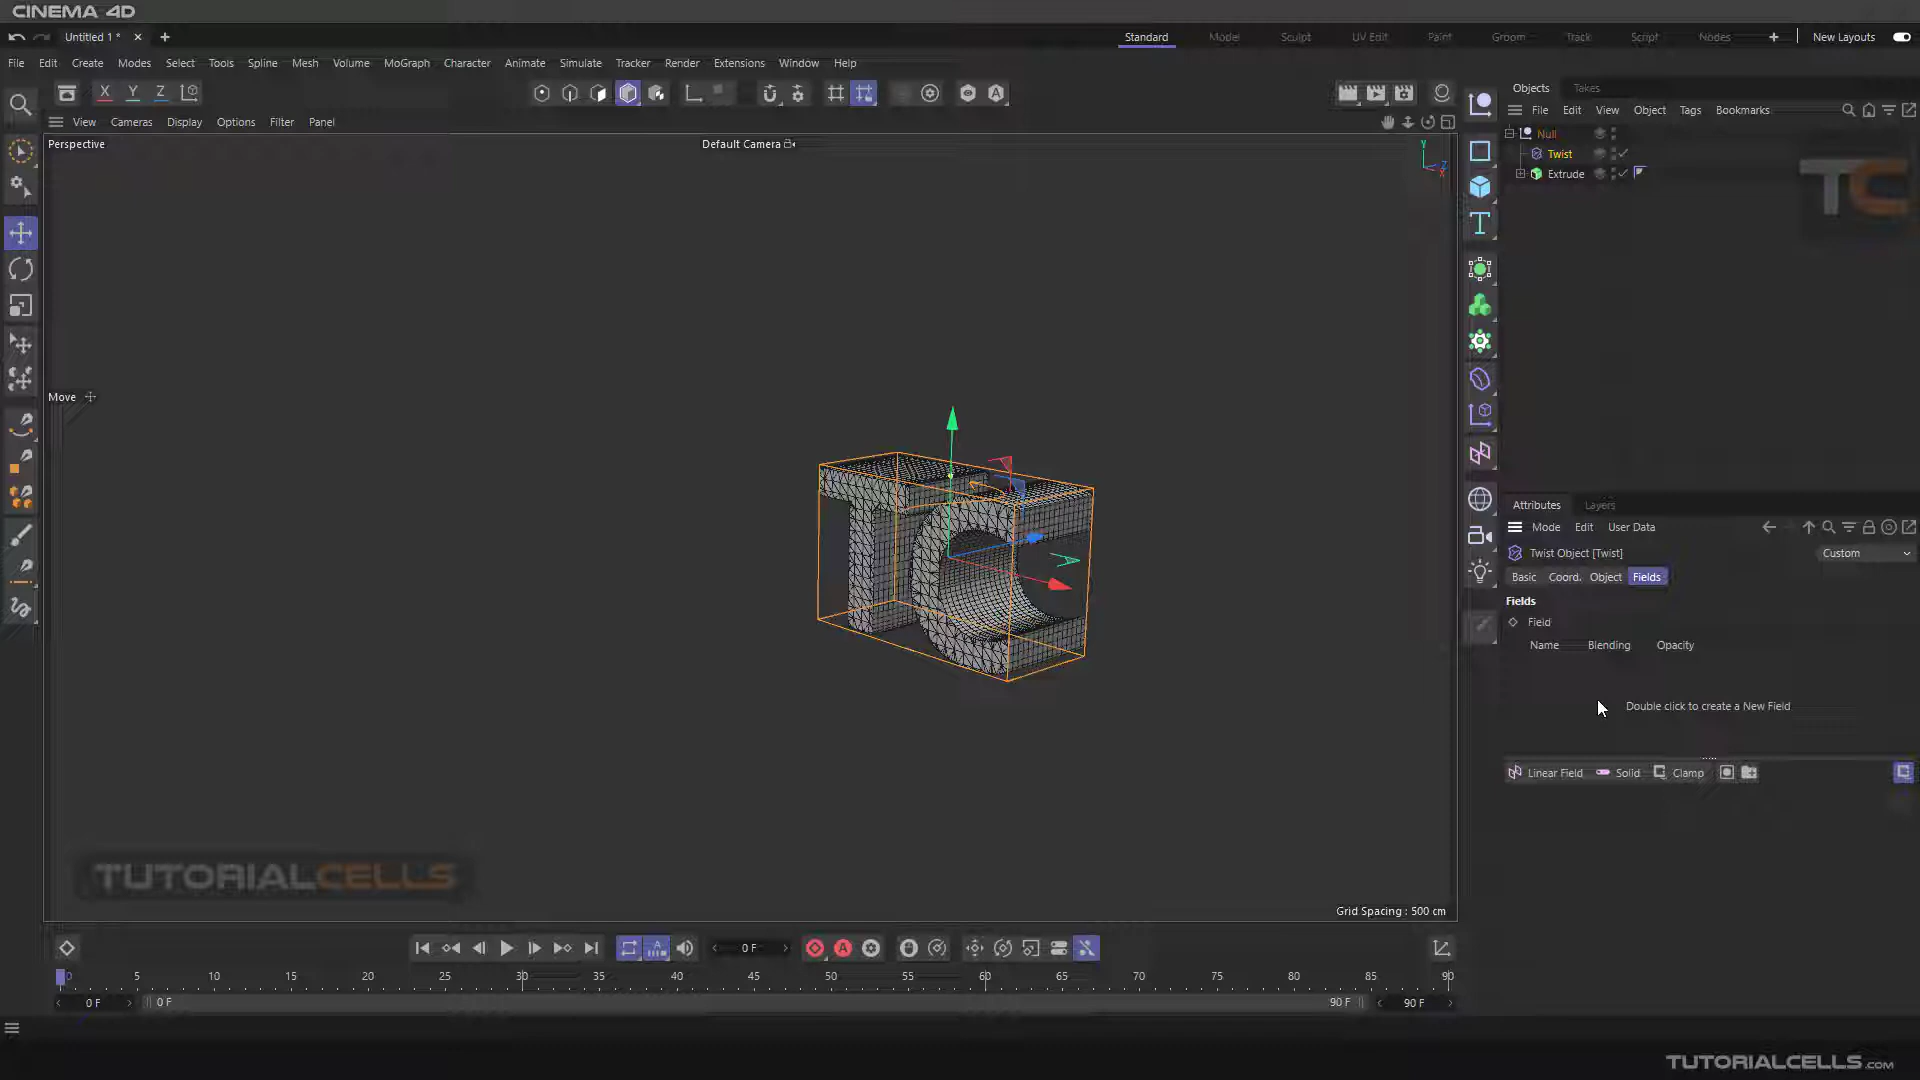 CINEMA 4D
Untitled 1 *
Standard Model Sculpt UV Edit Paint Groom Track Script Nodes New Layouts
File Edit Create Modes Select Tools Spline Mesh Volume MoGraph Character Animate Simulate Tracker Render Extensions Window Help
X Y Z
View Cameras Display Options Filter Panel
Perspective
Default Camera
Y
Z
X
Move
Grid Spacing : 500 cm
Objects Takes
File Edit View Object Tags Bookmarks
Null
Twist
Extrude
TC
Attributes Layers
Mode Edit User Data
Twist Object [Twist]
Custom
Basic Coord. Object Fields
Fields
Field
Name Blending Opacity
Double click to create a New Field
Linear Field Solid Clamp
TUTORIALCELLS
0 F
0 5 10 15 20 25 30 35 40 45 50 55 60 65 70 75 80 85 90
0 F 0 F 90 F 90 F
TUTORIALCELLS.COM